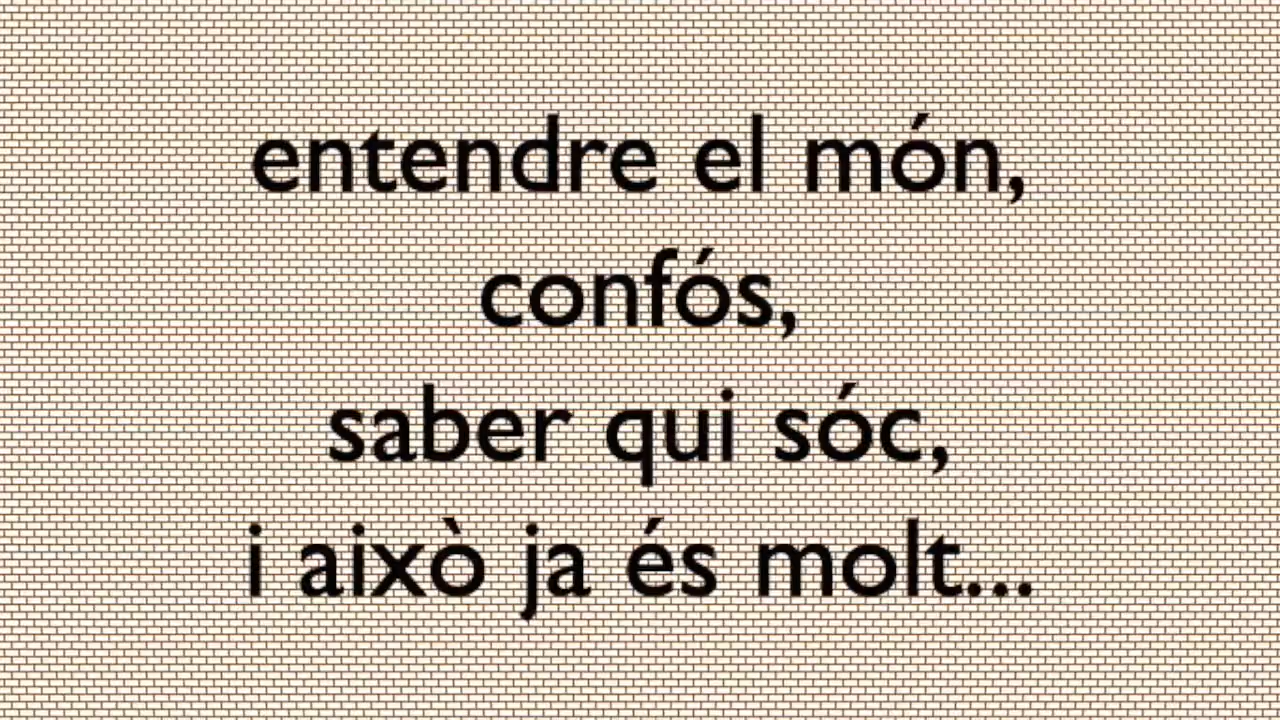 entendre el món,
confós,
saber qui sóc,
i això ja és molt...